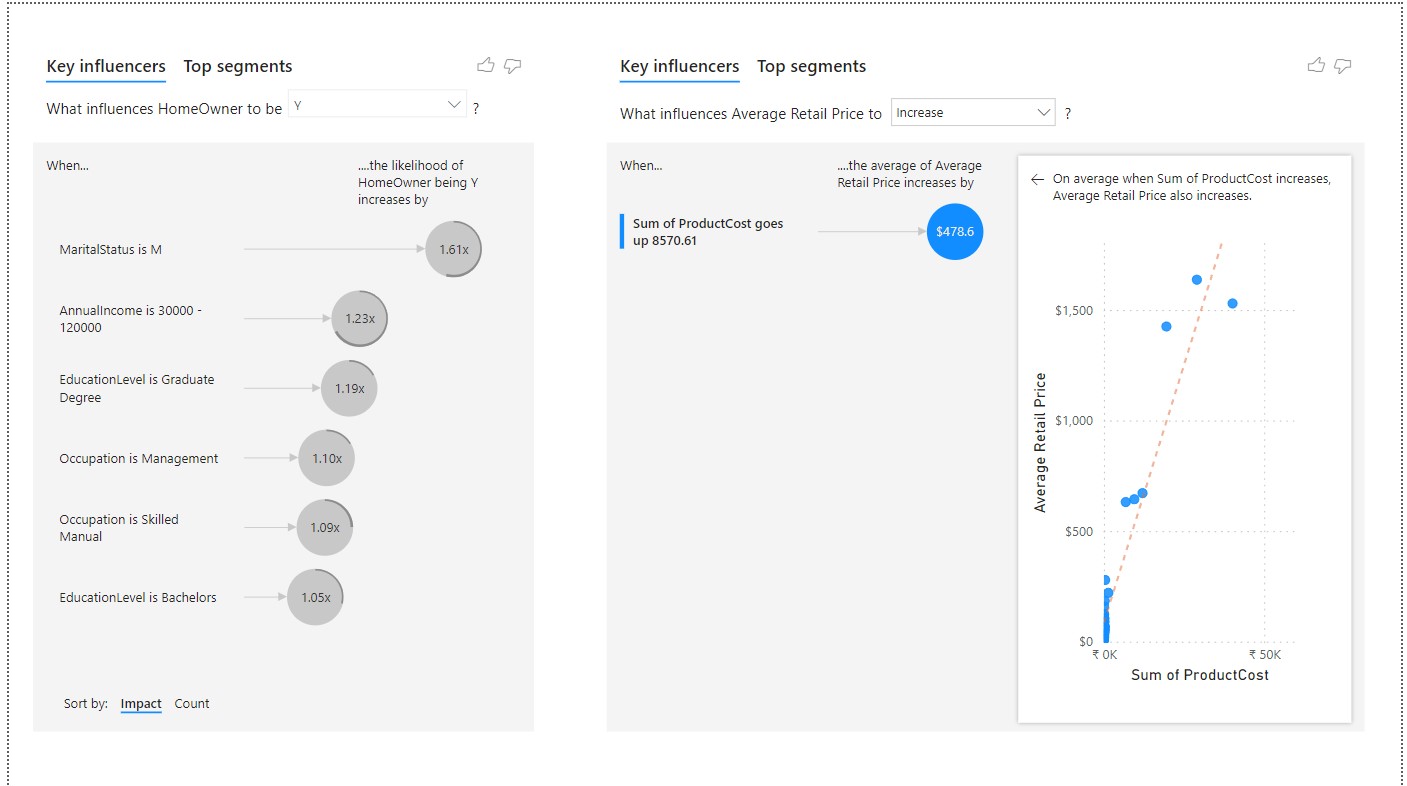 Key influencers Top segments
What influences HomeOwner to be Y ?
When...
....the likelihood of
HomeOwner being Y
increases by
MaritalStatus is M
1.61x
AnnualIncome is 30000 -
120000
1.23x
EducationLevel is Graduate
Degree
1.19x
Occupation is Management
1.10x
Occupation is Skilled
Manual
1.09x
EducationLevel is Bachelors
1.05x
Sort by: Impact Count
Key influencers Top segments
What influences Average Retail Price to Increase ?
When...
....the average of Average
Retail Price increases by
Sum of ProductCost goes
up 8570.61
$478.6
On average when Sum of ProductCost increases,
Average Retail Price also increases.
Average Retail Price
$1,500
$1,000
$500
$0
₹ 0K ₹ 50K
Sum of ProductCost